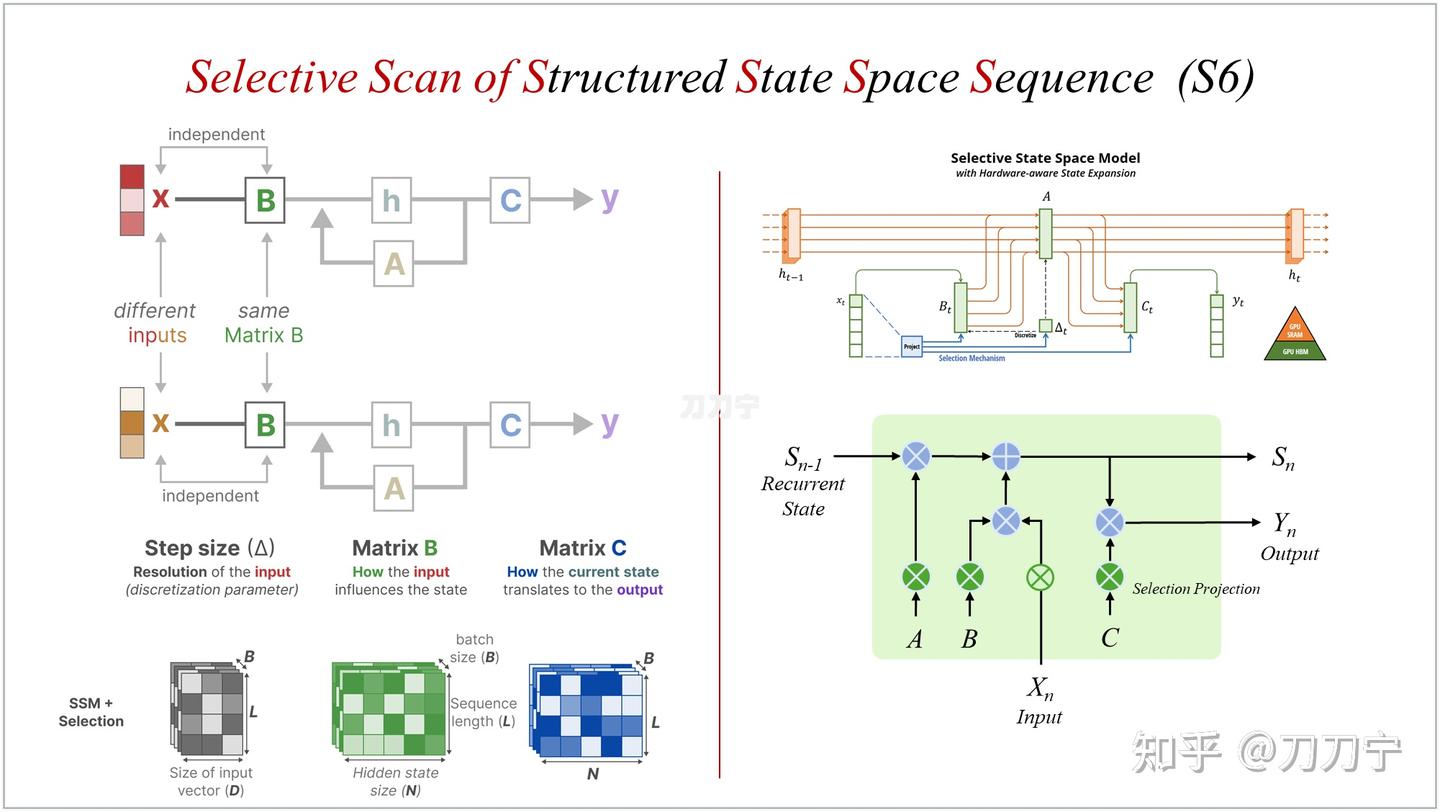 Selective Scan of Structured State Space Sequence (S6)
independent
x
B
h
C
y
A
different
inputs
same
Matrix B
x
B
h
C
y
A
independent
Step size (Δ)
Resolution of the input
(discretization parameter)
Matrix B
How the input
influences the state
Matrix C
How the current state
translates to the output
SSM +
Selection
B
L
Size of input
vector (D)
batch
size (B)
Sequence
length (L)
Hidden state
size (N)
B
L
N
Selective State Space Model
with Hardware-aware State Expansion
A
h_{t-1}
h_t
x_t
B_t
C_t
y_t
Δ_t
Discretize
Project
Selection Mechanism
GPU
SRAM
GPU HBM
刀刀宁
S_{n-1}
Recurrent
State
S_n
Y_n
Output
Selection Projection
A
B
C
X_n
Input
知乎 @刀刀宁